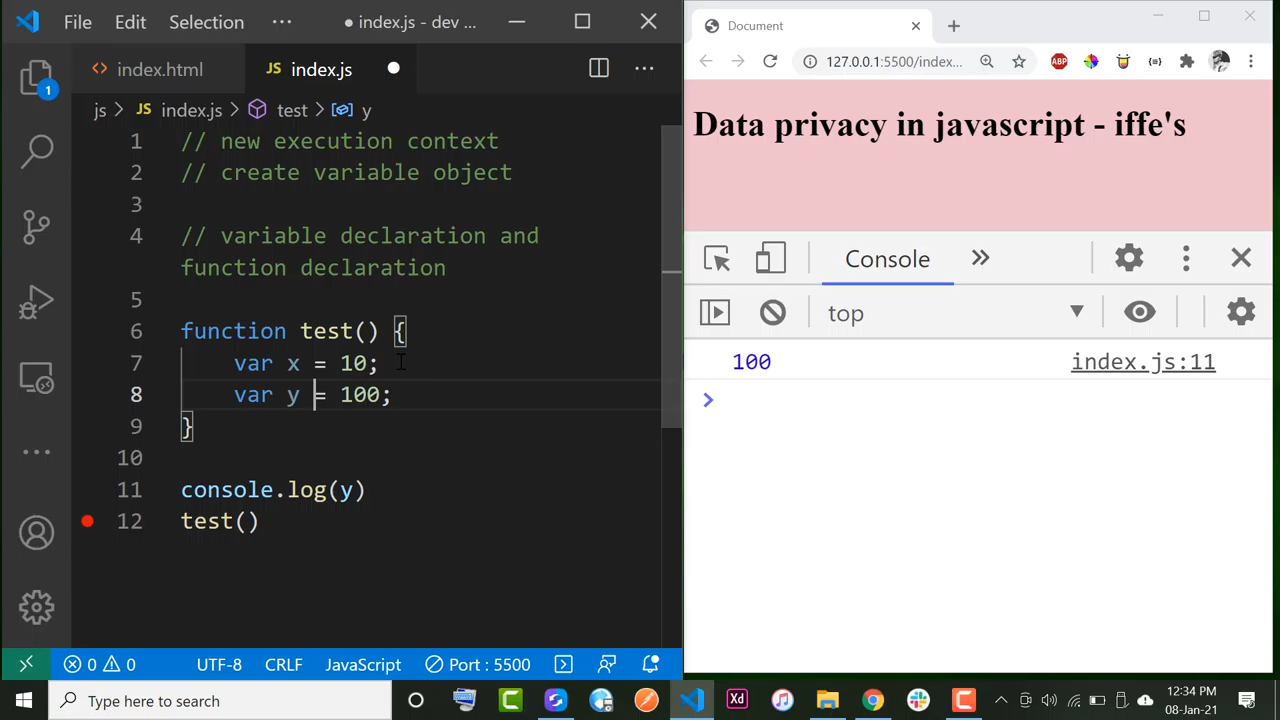 File Edit Selection ··· ● index.js - dev ...
index.html JS index.js ● ···
js > JS index.js > test > y
1 // new execution context
2 // create variable object
3
4 // variable declaration and
function declaration
5
6 function test() {
7 var x = 10;
8 var y = 100;
9 }
10
11 console.log(y)
12 test()
1
0 0 UTF-8 CRLF JavaScript Port : 5500
Document
127.0.0.1:5500/index... ABP
Data privacy in javascript - iffe's
Console »
top
100 index.js:11
>
Type here to search
Xd
12:34 PM
08-Jan-21